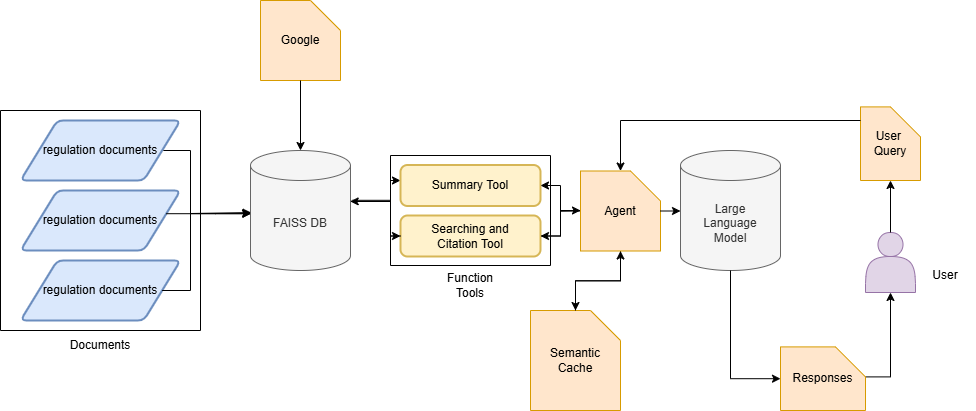 Google
regulation documents
regulation documents
regulation documents
Documents
FAISS DB
Summary Tool
Searching and
Citation Tool
Function
Tools
Agent
Semantic
Cache
Large
Language
Model
User
Query
User
Responses